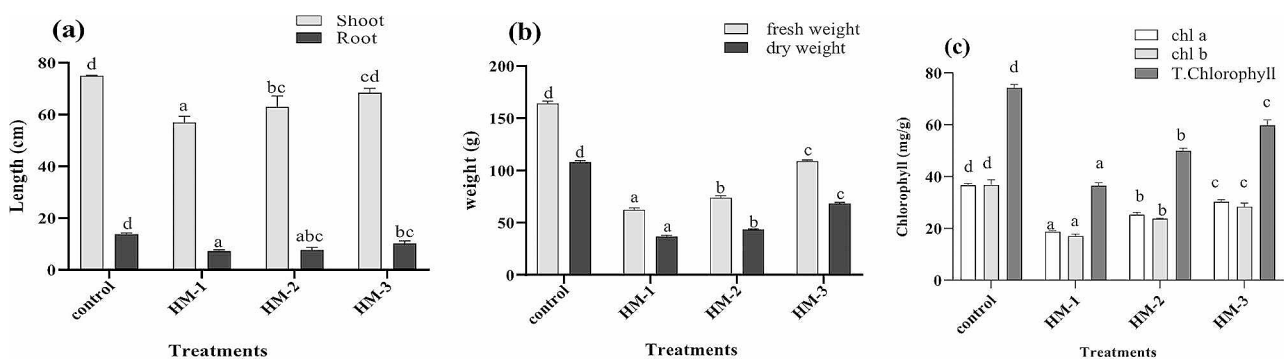 (a)
Shoot
Root
Length (cm)
80
60
40
20
0
d
d
a
a
bc
abc
cd
bc
control
HM-1
HM-2
HM-3
Treatments
(b)
fresh weight
dry weight
weight (g)
200
150
100
50
0
d
d
a
a
b
b
c
c
control
HM-1
HM-2
HM-3
Treatments
(c)
chl a
chl b
T.Chlorophyll
Chlorophyll (mg/g)
80
60
40
20
0
d
d
d
a
a
a
b
b
b
c
c
c
control
HM-1
HM-2
HM-3
Treatments